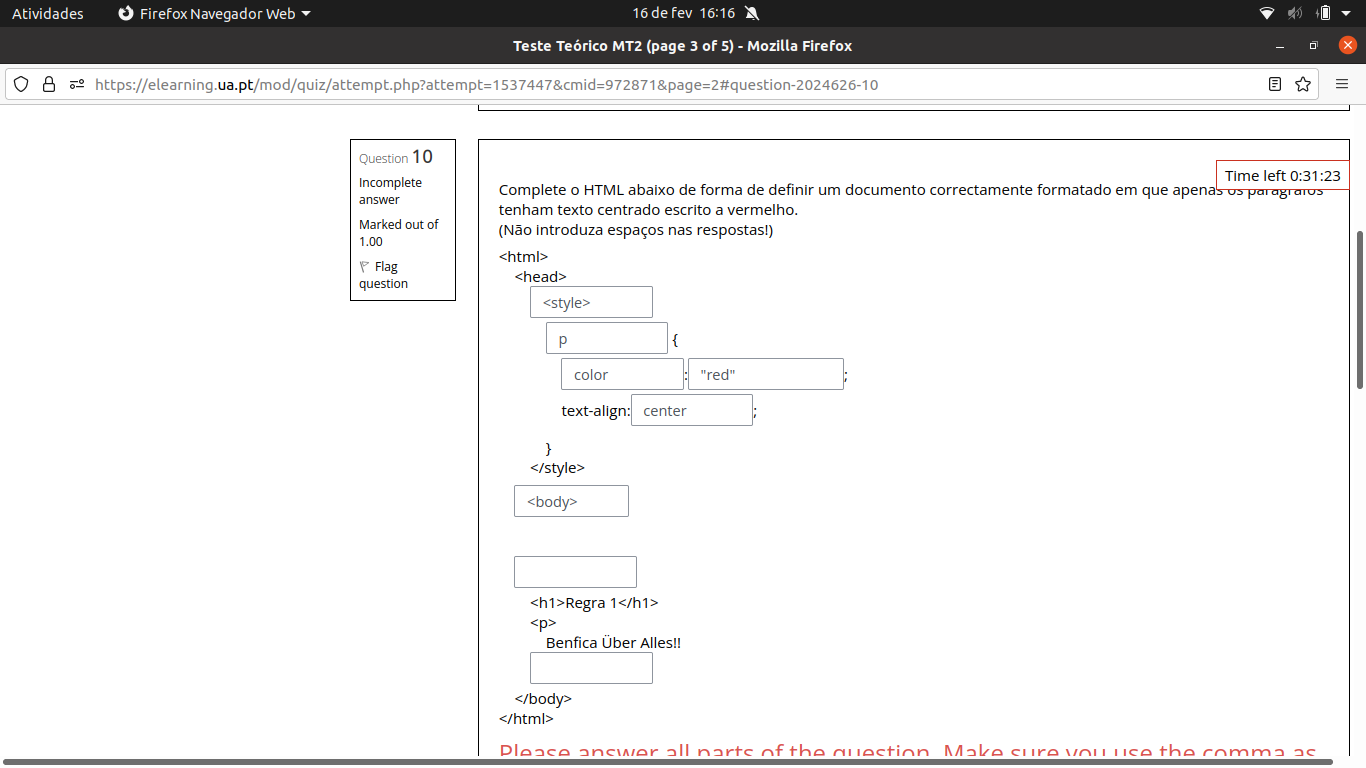 Atividades Firefox Navegador Web 16 de fev 16:16
Teste Teórico MT2 (page 3 of 5) - Mozilla Firefox
https://elearning.ua.pt/mod/quiz/attempt.php?attempt=1537447&cmid=972871&page=2#question-2024626-10
Question 10
Incomplete
answer
Marked out of
1.00
Flag
question
Time left 0:31:23
Complete o HTML abaixo de forma de definir um documento correctamente formatado em que apenas os parágrafos
tenham texto centrado escrito a vermelho.
(Não introduza espaços nas respostas!)
<html>
<head>
<style>
p {
color : "red" ;
text-align: center ;
}
</style>
<body>
<h1>Regra 1</h1>
<p>
Benfica Über Alles!!
</body>
</html>
Please answer all parts of the question. Make sure you use the comma as